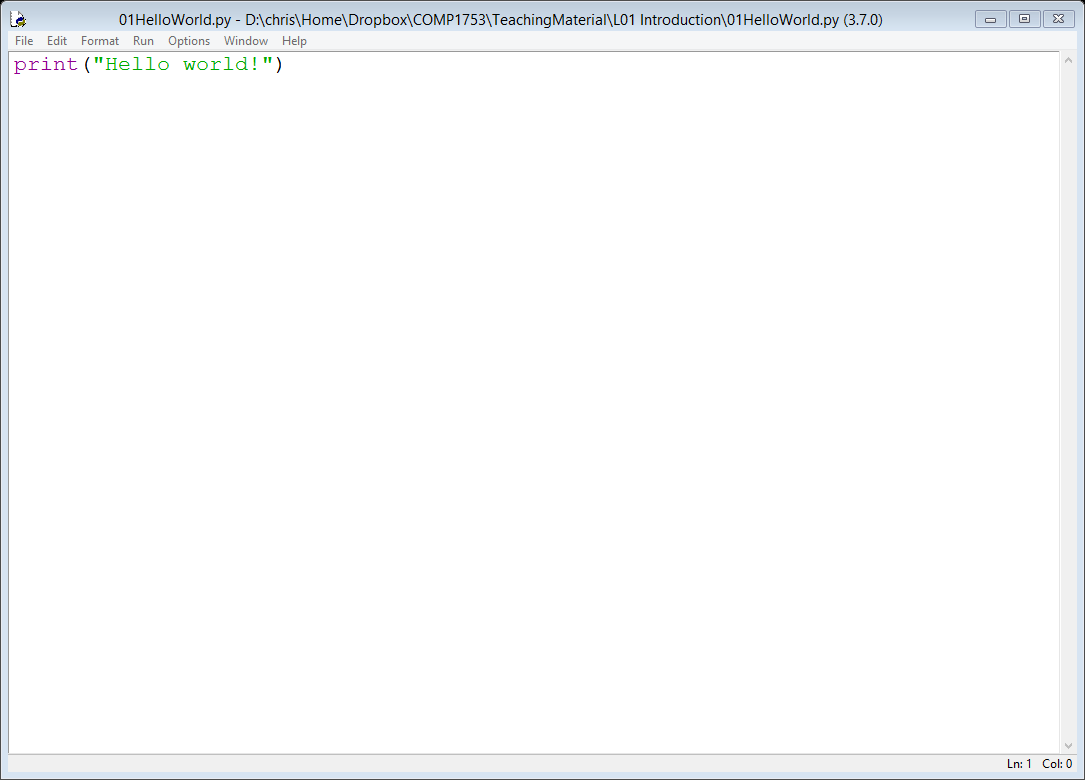 01HelloWorld.py - D:\chris\Home\Dropbox\COMP1753\TeachingMaterial\L01 Introduction\01HelloWorld.py (3.7.0)
File Edit Format Run Options Window Help
print("Hello world!")
Ln: 1 Col: 0